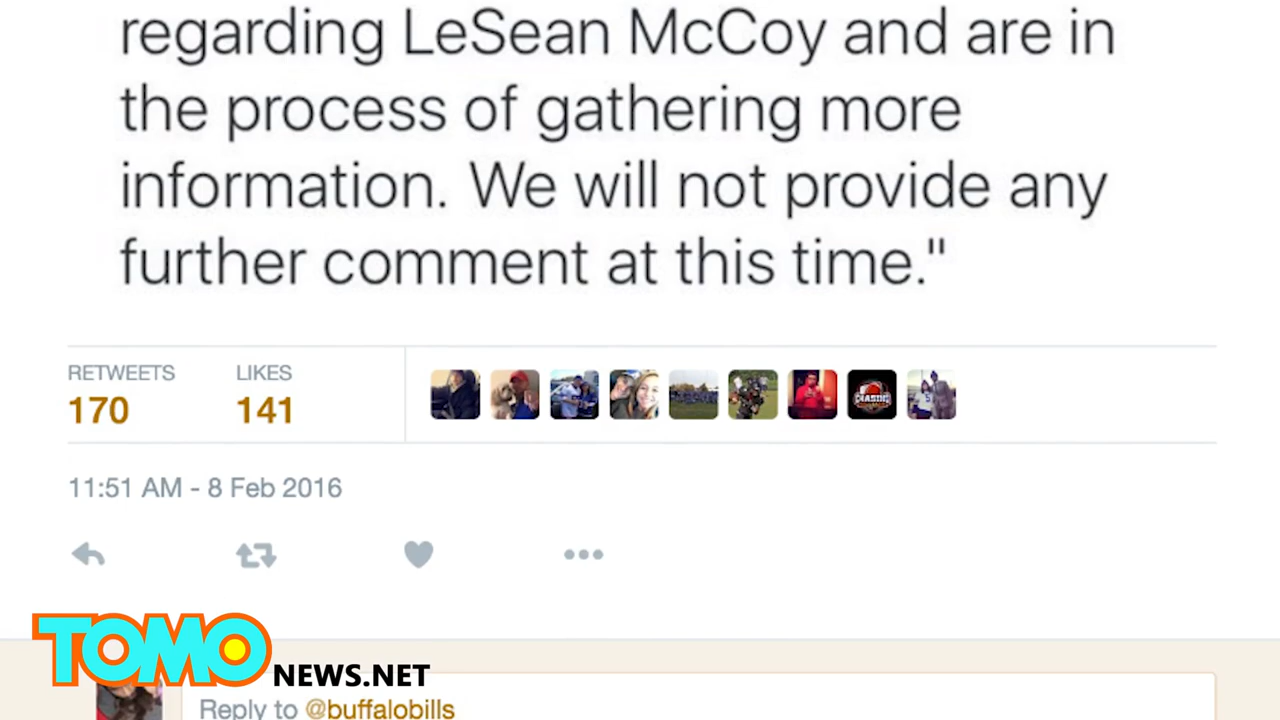 regarding LeSean McCoy and are in
the process of gathering more
information. We will not provide any
further comment at this time."
RETWEETS LIKES
170 141
CHASING
11:51 AM - 8 Feb 2016
TOMO
NEWS.NET
Reply to @buffalobills